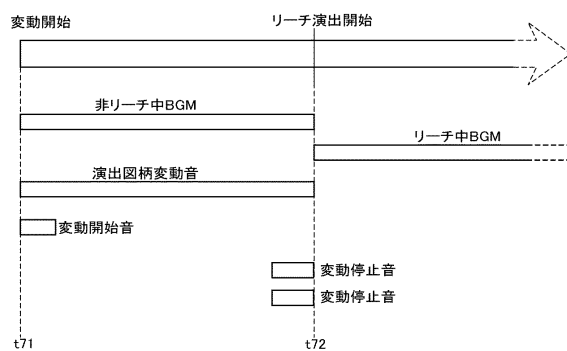 変動開始
リーチ演出開始
非リーチ中BGM
リーチ中BGM
演出図柄変動音
変動開始音
変動停止音
変動停止音
t71
t72